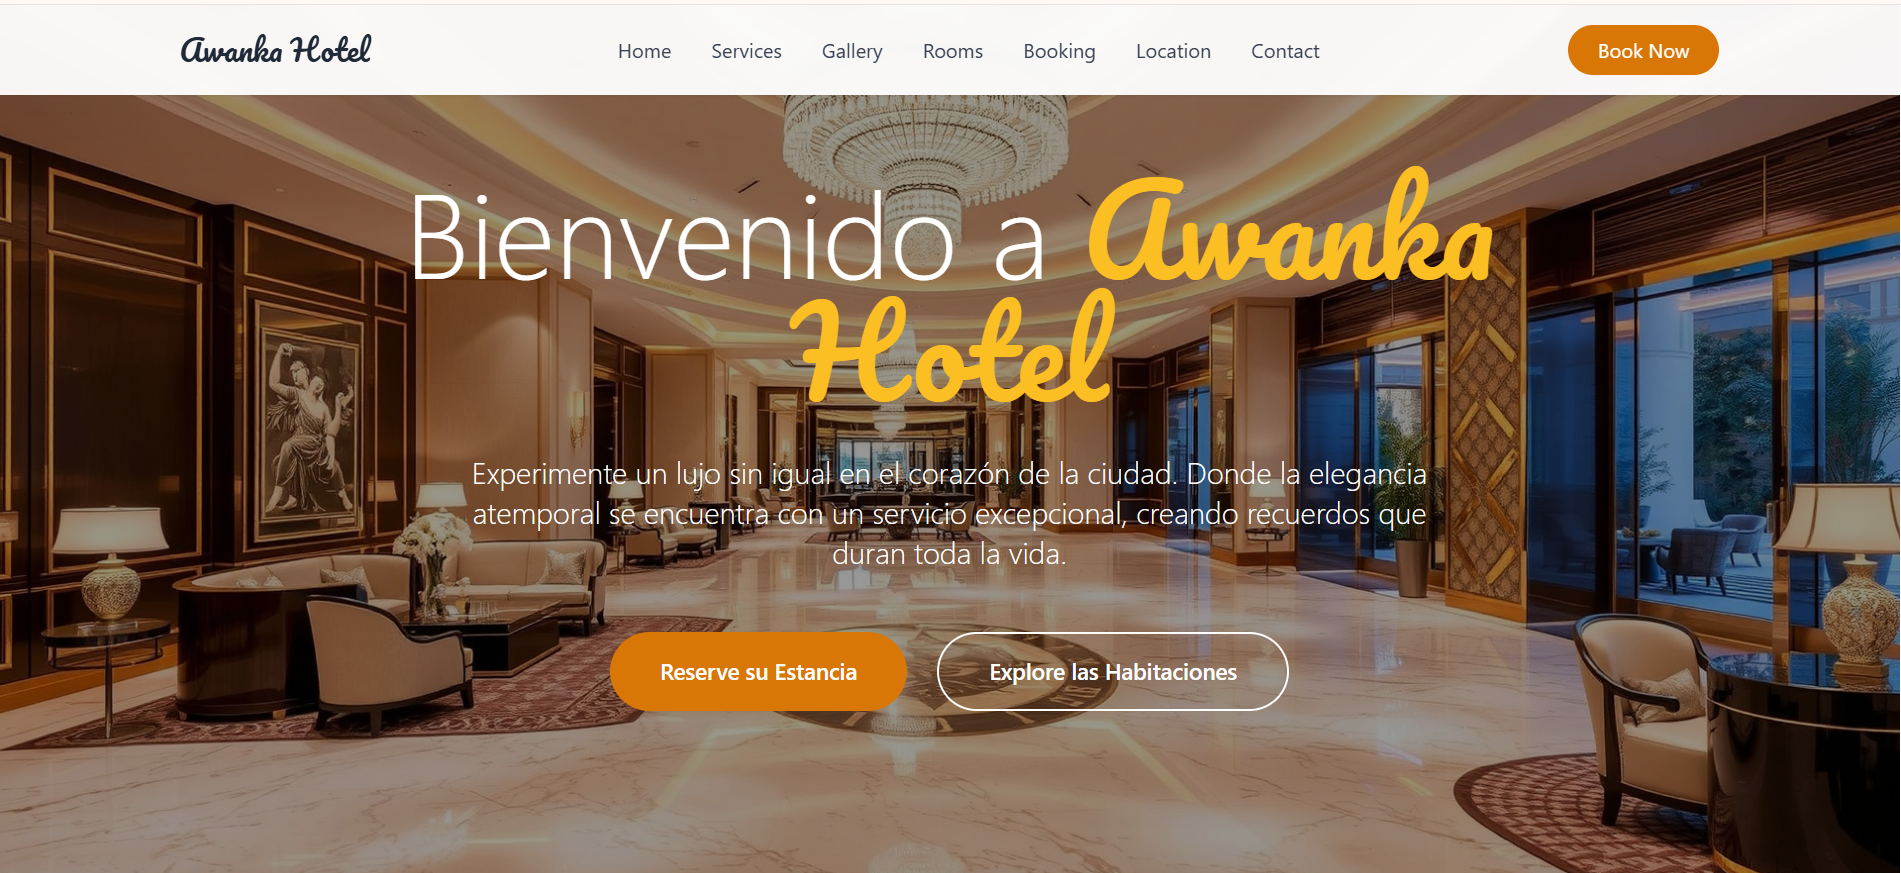 Awanka Hotel
Home Services Gallery Rooms Booking Location Contact
Book Now
Bienvenido a Awanka
Hotel
Experimente un lujo sin igual en el corazón de la ciudad. Donde la elegancia
atemporal se encuentra con un servicio excepcional, creando recuerdos que
duran toda la vida.
Reserve su Estancia
Explore las Habitaciones